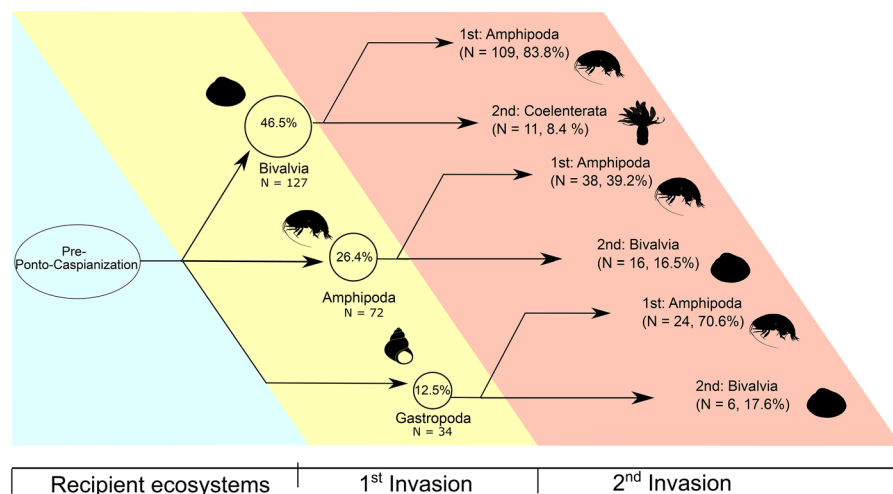 1st: Amphipoda
(N = 109, 83.8%)
46.5%
Bivalvia
N = 127
2nd: Coelenterata
(N = 11, 8.4 %)
1st: Amphipoda
(N = 38, 39.2%)
Pre-
Ponto-Caspianization
26.4%
Amphipoda
N = 72
2nd: Bivalvia
(N = 16, 16.5%)
1st: Amphipoda
(N = 24, 70.6%)
12.5%
Gastropoda
N = 34
2nd: Bivalvia
(N = 6, 17.6%)
Recipient ecosystems
1st Invasion
2nd Invasion